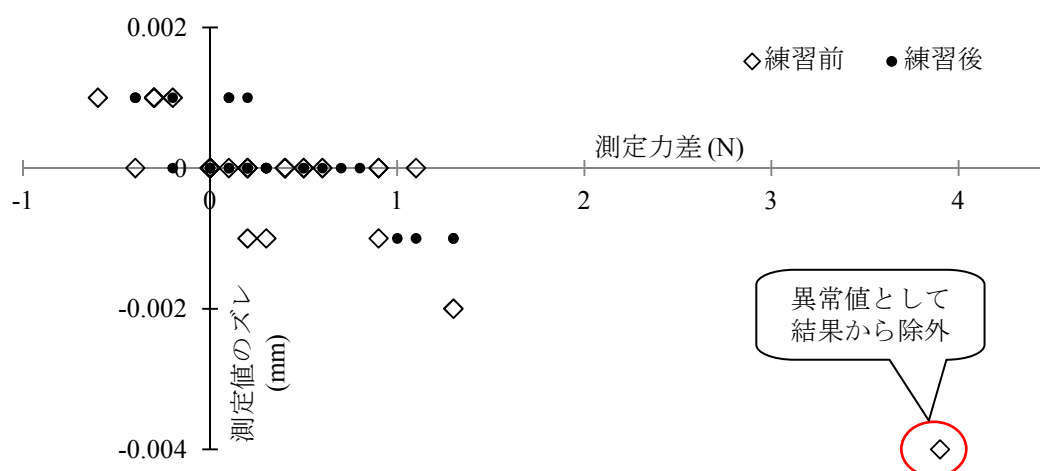 0.002
練習前
練習後
測定力差 (N)
0
-1
0
1
2
3
4
-0.002
測定値のズレ
(mm)
異常値として
結果から除外
-0.004